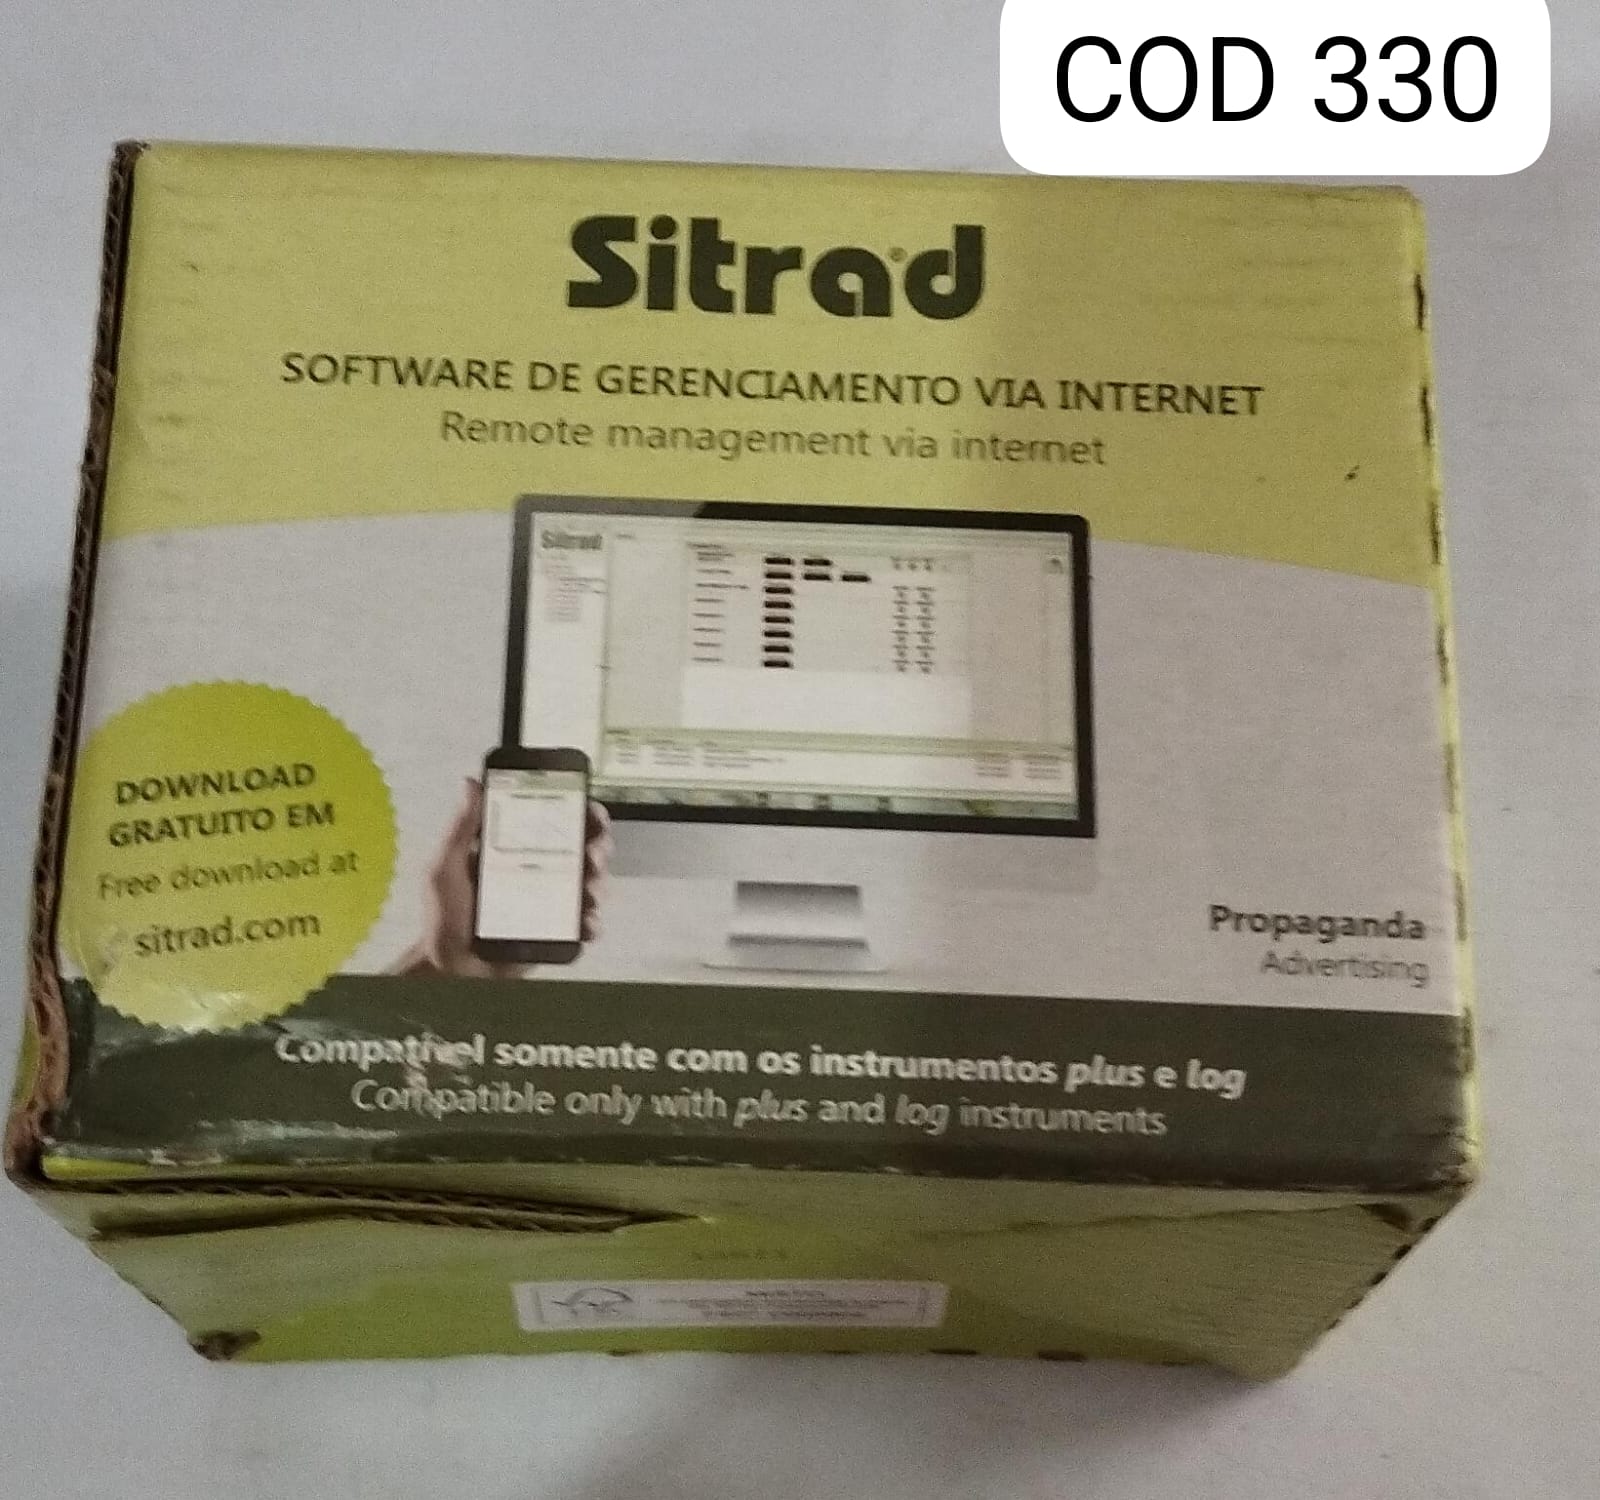 COD 330
Sitrad
SOFTWARE DE GERENCIAMENTO VIA INTERNET
Remote management via internet
Sitrad
DOWNLOAD
GRATUITO EM
Free download at
sitrad.com
Propaganda
Advertising
Compatível somente com os instrumentos plus e log
Compatible only with plus and log instruments